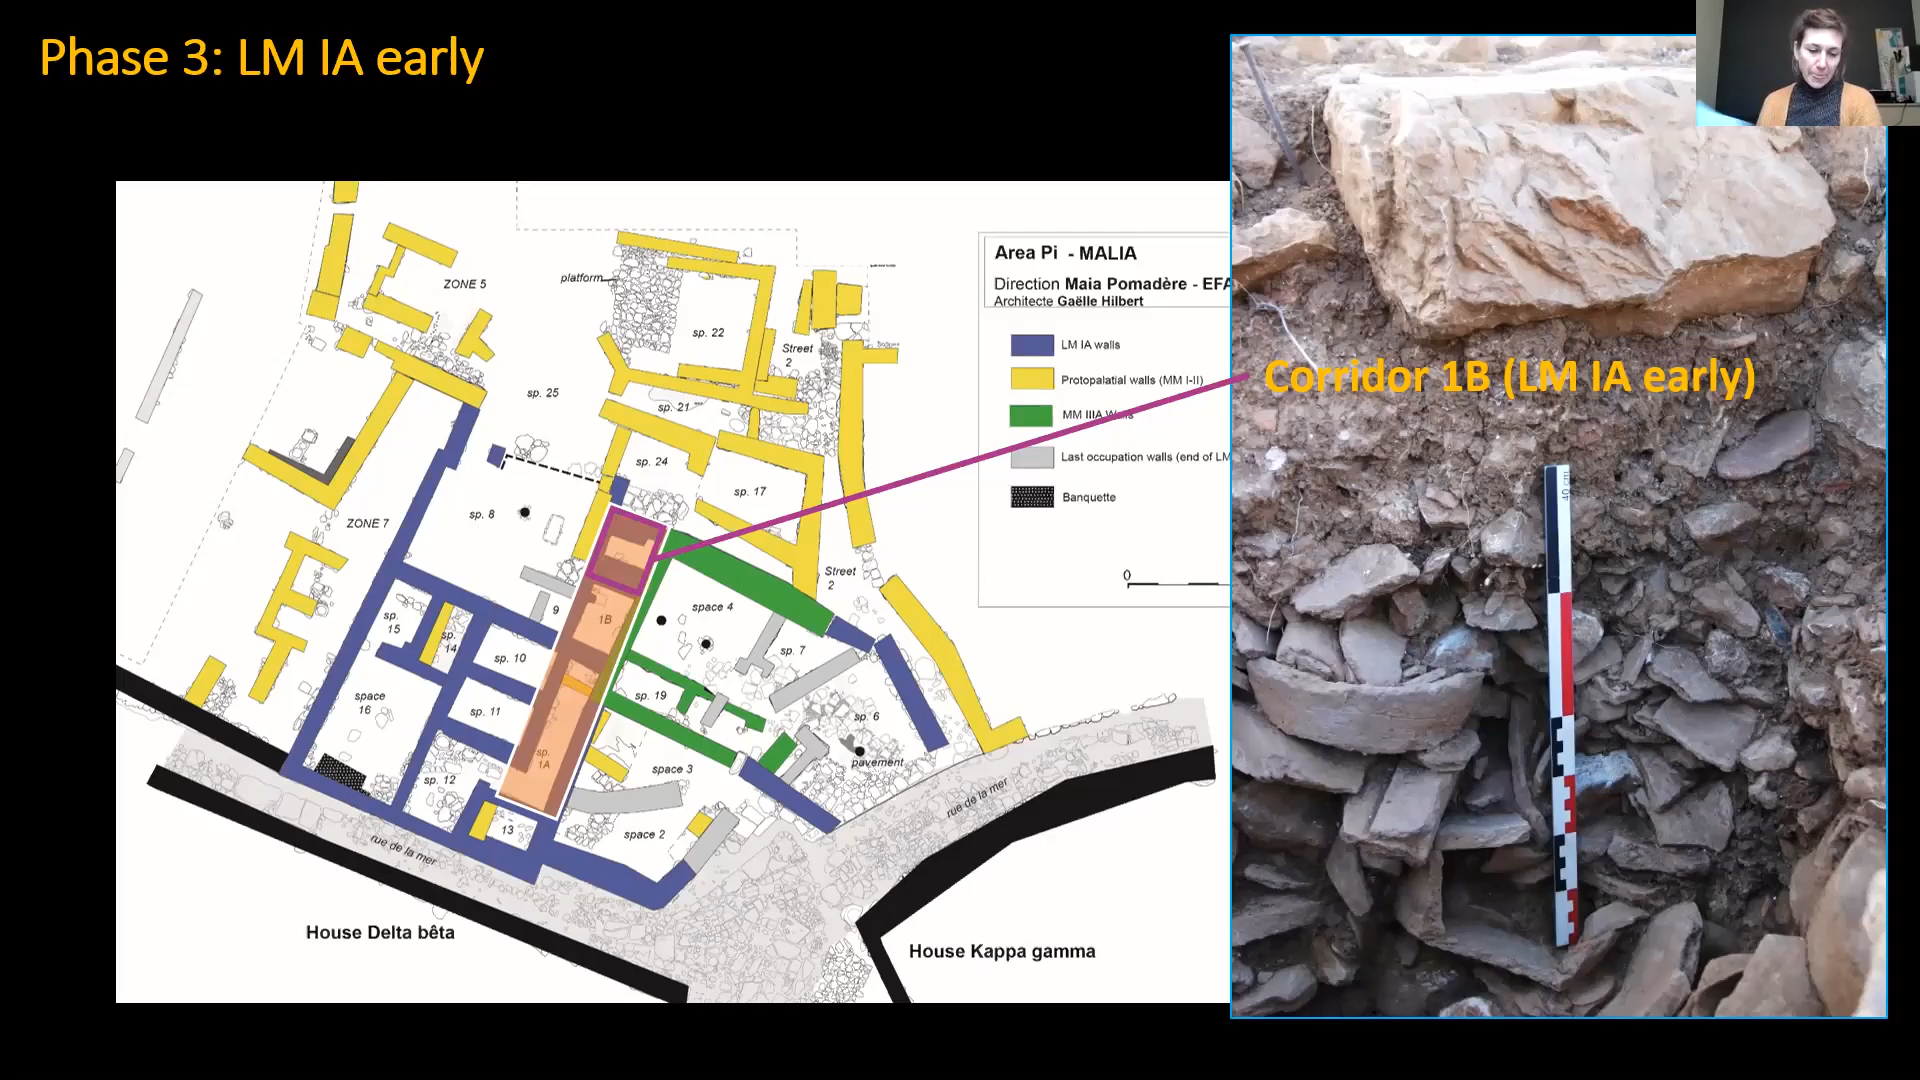 Phase 3: LM IA early
Area Pi - MALIA
Direction Maia Pomadère - EFA
Architecte Gaëlle Hilbert
LM IA walls
Protopalatial walls (MM I-II)
MM IIIA Walls
Last occupation walls (end of LM
Banquette
0
Corridor 1B (LM IA early)
40 cm
ZONE 5
platform
sp. 22
Street
2
sp. 25
sp. 21
sp. 24
sp. 17
sp. 8
ZONE 7
Street
2
space 4
9
1B
sp.
15
sp.
14
sp. 10
sp. 7
sp. 19
space
16
sp. 11
sp. 6
sp.
1A
pavement
space 3
sp. 12
rue de la mer
13
space 2
rue de la mer
House Delta bêta
House Kappa gamma